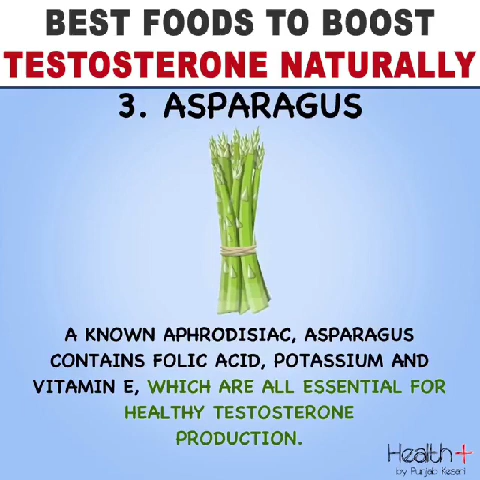 BEST FOODS TO BOOST
TESTOSTERONE NATURALLY
3. ASPARAGUS
A KNOWN APHRODISIAC, ASPARAGUS
CONTAINS FOLIC ACID, POTASSIUM AND
VITAMIN E, WHICH ARE ALL ESSENTIAL FOR
HEALTHY TESTOSTERONE
PRODUCTION.
Health+
by Punjab Kesari